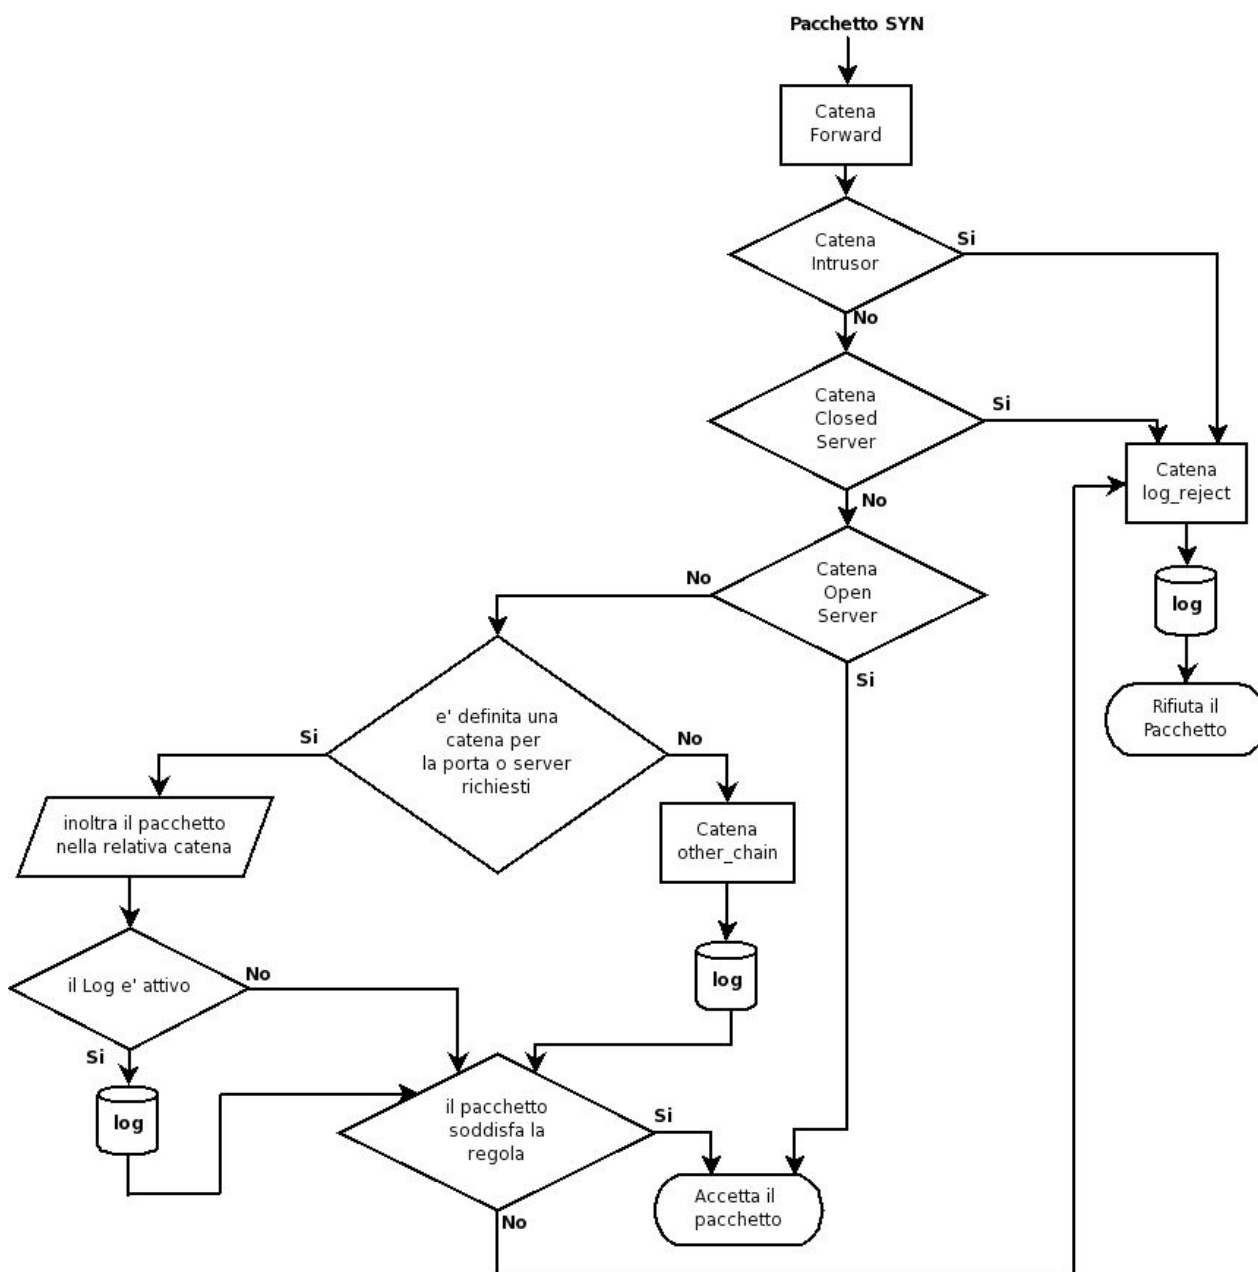 Pacchetto SYN
Catena
Forward
Catena
Intrusor
Si
No
Catena
Closed
Server
Si
No
Catena
log_reject
Catena
Open
Server
No
Si
log
Rifiuta il
Pacchetto
e' definita una
catena per
la porta o server
richiesti
Si
No
inoltra il pacchetto
nella relativa catena
Catena
other_chain
il Log e' attivo
No
Si
log
log
il pacchetto
soddisfa la
regola
Si
No
Accetta il
pacchetto